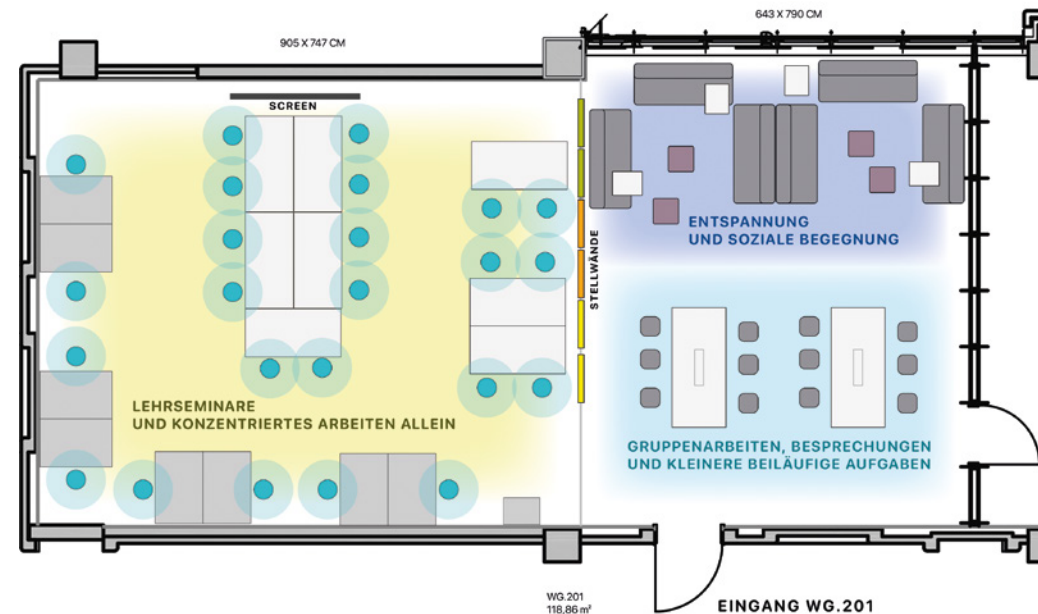 643 X 790 CM
905 X 747 CM
SCREEN
STELLWÄNDE
ENTSPANNUNG
UND SOZIALE BEGEGNUNG
LEHRSEMINARE
UND KONZENTRIERTES ARBEITEN ALLEIN
GRUPPENARBEITEN, BESPRECHUNGEN
UND KLEINERE BEILÄUFIGE AUFGABEN
WG.201
118,86 m²
EINGANG WG.201